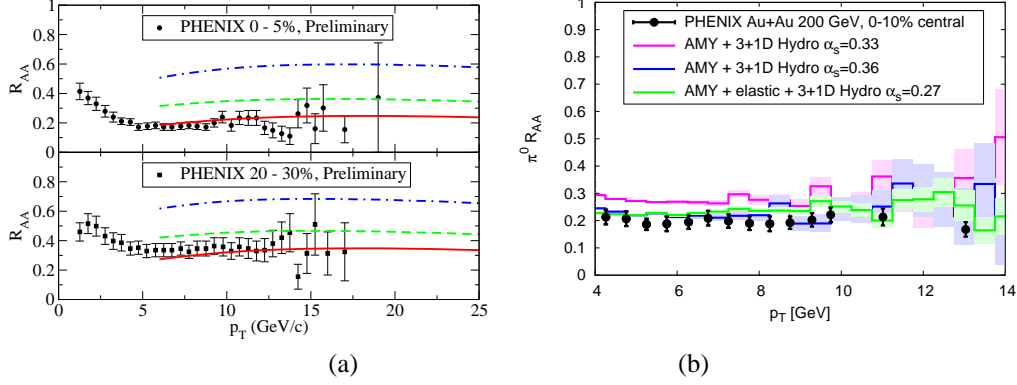 PHENIX 0 - 5%, Preliminary
R_AA
1
0.8
0.6
0.4
0.2
0
PHENIX 20 - 30%, Preliminary
R_AA
1
0.8
0.6
0.4
0.2
0
0 5 10 15 20 25
p_T (GeV/c)
(a)
PHENIX Au+Au 200 GeV, 0-10% central
AMY + 3+1D Hydro α_s=0.33
AMY + 3+1D Hydro α_s=0.36
AMY + elastic + 3+1D Hydro α_s=0.27
π^0 R_AA
1
0.9
0.8
0.7
0.6
0.5
0.4
0.3
0.2
0.1
0
4 6 8 10 12 14
p_T [GeV]
(b)